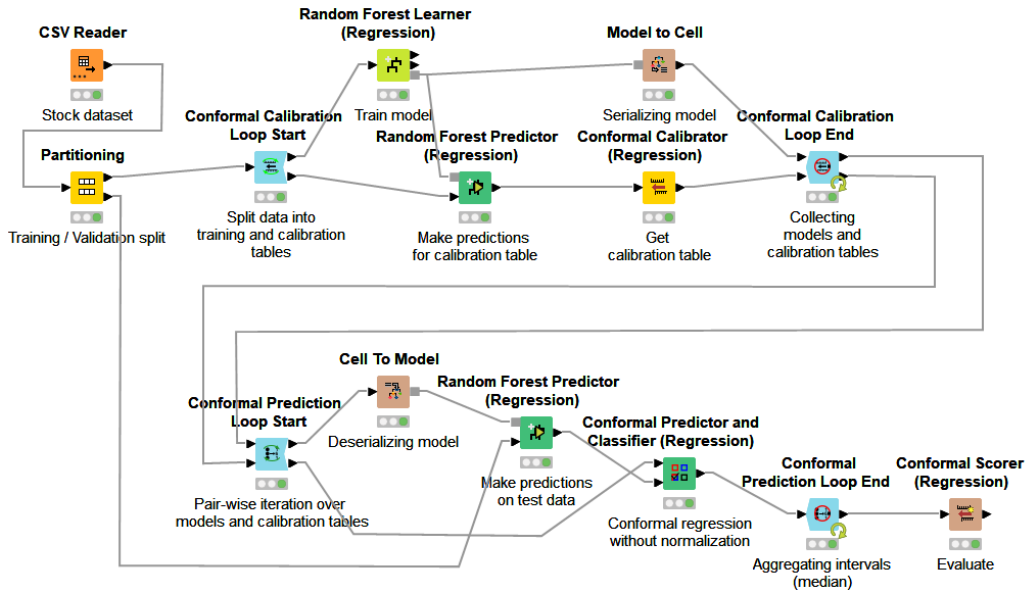 Random Forest Learner
(Regression)
CSV Reader
Model to Cell
Stock dataset
Train model
Serializing model
Conformal Calibration
Loop Start
Random Forest Predictor
(Regression)
Conformal Calibrator
(Regression)
Conformal Calibration
Loop End
Partitioning
Training / Validation split
Split data into
training and calibration
tables
Make predictions
for calibration table
Get
calibration table
Collecting
models and
calibration tables
Cell To Model
Random Forest Predictor
(Regression)
Conformal Prediction
Loop Start
Deserializing model
Conformal Predictor and
Classifier (Regression)
Conformal
Prediction Loop End
Conformal Scorer
(Regression)
Make predictions
on test data
Pair-wise iteration over
models and calibration tables
Conformal regression
without normalization
Aggregating intervals
(median)
Evaluate